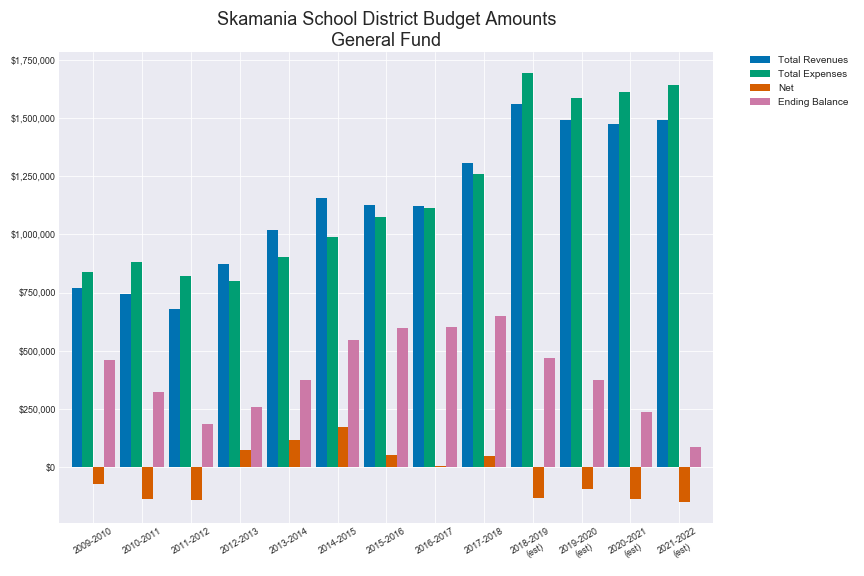 Skamania School District Budget Amounts
General Fund
Total Revenues
Total Expenses
Net
Ending Balance
$1,750,000
$1,500,000
$1,250,000
$1,000,000
$750,000
$500,000
$250,000
$0
2009-2010
2010-2011
2011-2012
2012-2013
2013-2014
2014-2015
2015-2016
2016-2017
2017-2018
2018-2019
(est)
2019-2020
(est)
2020-2021
(est)
2021-2022
(est)